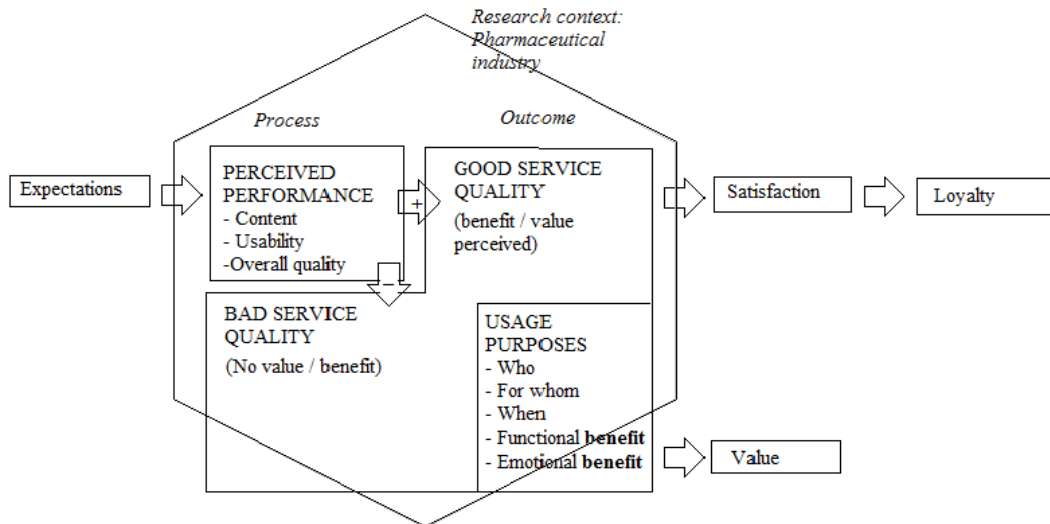 Research context:
Pharmaceutical
industry
Process
Outcome
Expectations
PERCEIVED
PERFORMANCE
- Content
- Usability
-Overall quality
+
GOOD SERVICE
QUALITY
(benefit / value
perceived)
Satisfaction
Loyalty
–
BAD SERVICE
QUALITY
(No value / benefit)
USAGE
PURPOSES
- Who
- For whom
- When
- Functional benefit
- Emotional benefit
Value